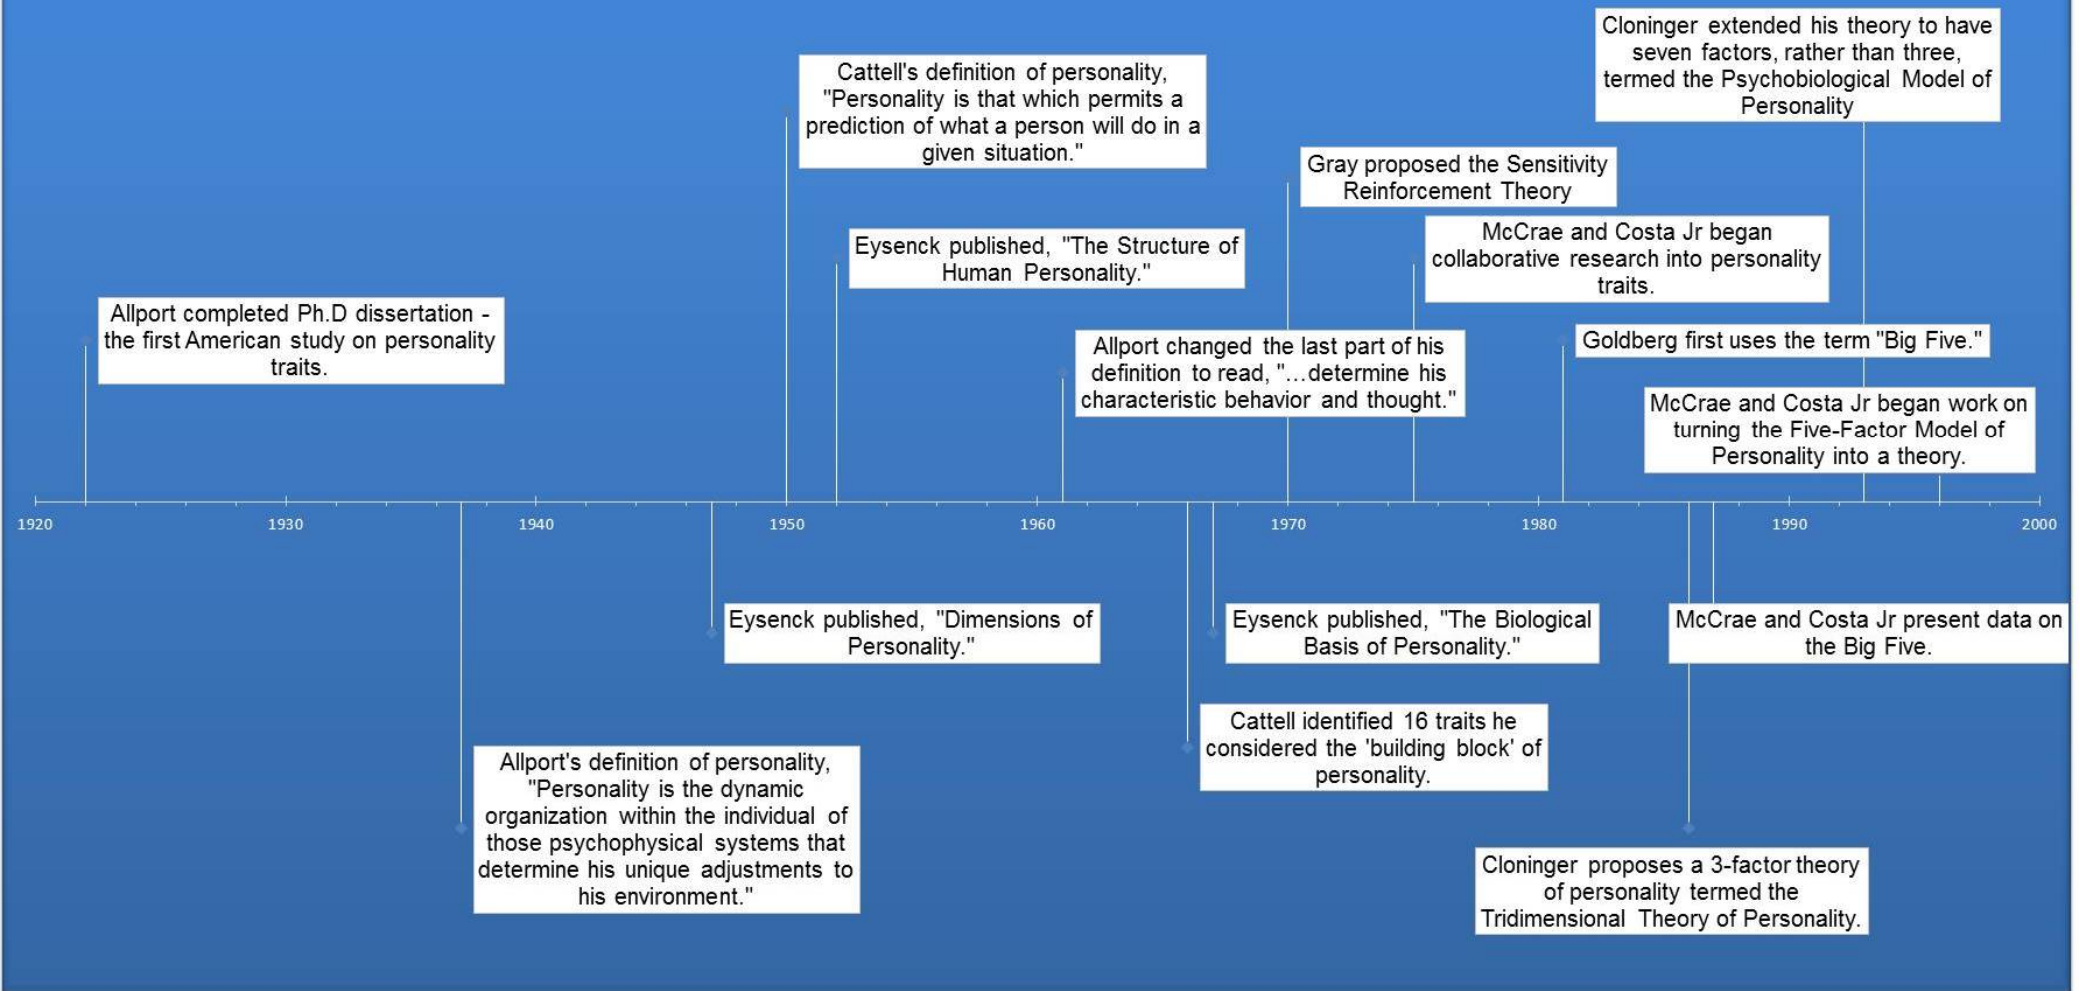 Cloninger extended his theory to have
seven factors, rather than three,
termed the Psychobiological Model of
Personality
Cattell's definition of personality,
"Personality is that which permits a
prediction of what a person will do in a
given situation."
Gray proposed the Sensitivity
Reinforcement Theory
McCrae and Costa Jr began
collaborative research into personality
traits.
Eysenck published, "The Structure of
Human Personality."
Allport completed Ph.D dissertation -
the first American study on personality
traits.
Allport changed the last part of his
definition to read, "...determine his
characteristic behavior and thought."
Goldberg first uses the term "Big Five."
McCrae and Costa Jr began work on
turning the Five-Factor Model of
Personality into a theory.
1920 1930 1940 1950 1960 1970 1980 1990 2000
Eysenck published, "Dimensions of
Personality."
Eysenck published, "The Biological
Basis of Personality."
McCrae and Costa Jr present data on
the Big Five.
Cattell identified 16 traits he
considered the 'building block' of
personality.
Allport's definition of personality,
"Personality is the dynamic
organization within the individual of
those psychophysical systems that
determine his unique adjustments to
his environment."
Cloninger proposes a 3-factor theory
of personality termed the
Tridimensional Theory of Personality.